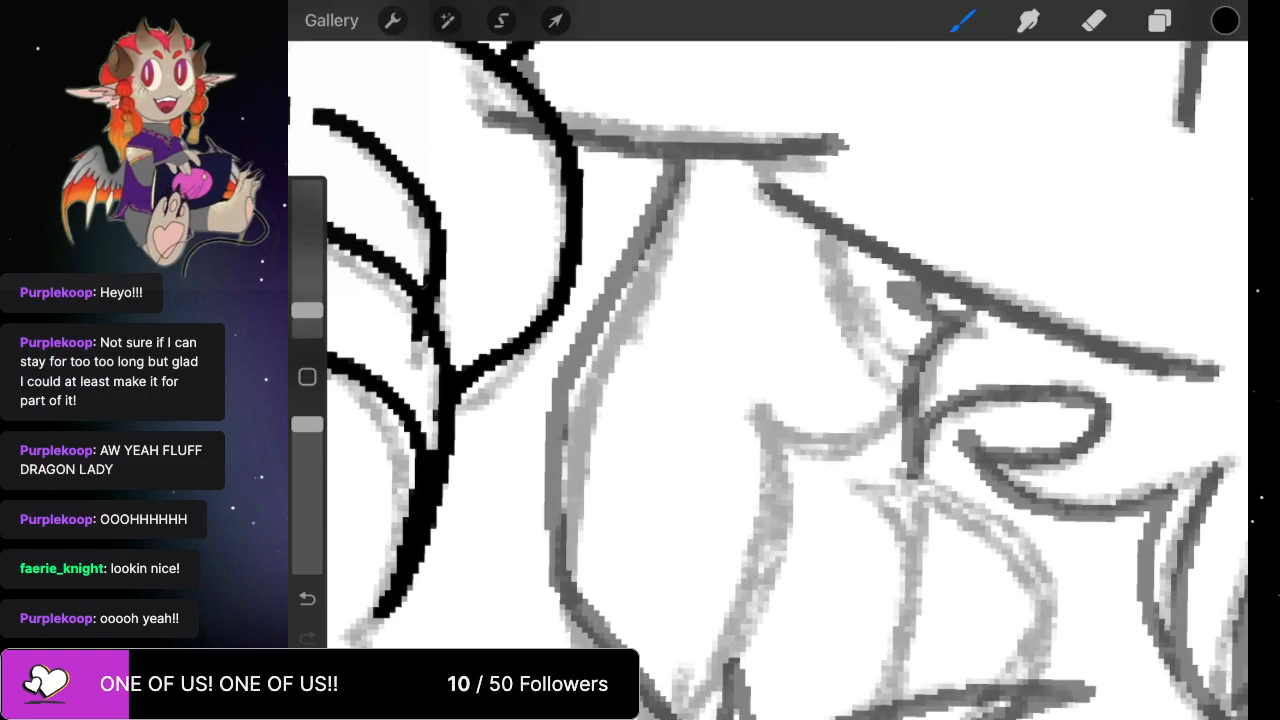 Gallery
Purplekoop: Heyo!!!
Purplekoop: Not sure if I can
stay for too too long but glad
I could at least make it for
part of it!
Purplekoop: AW YEAH FLUFF
DRAGON LADY
Purplekoop: OOOHHHHHH
faerie_knight: lookin nice!
Purplekoop: ooooh yeah!!
ONE OF US! ONE OF US!! 10 / 50 Followers